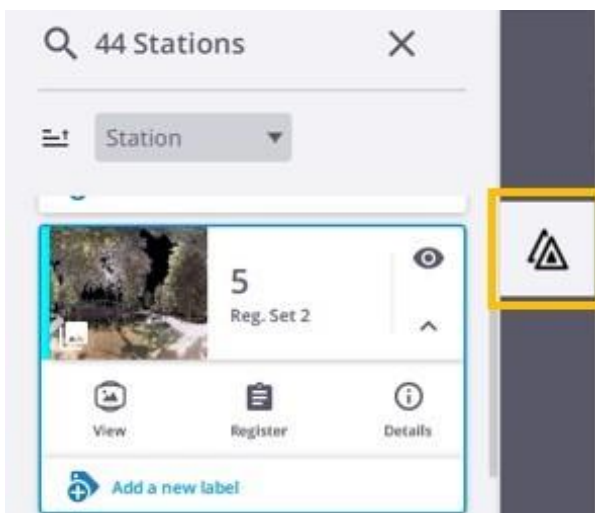 44 Stations
Station
5
Reg. Set 2
View Register Details
Add a new label